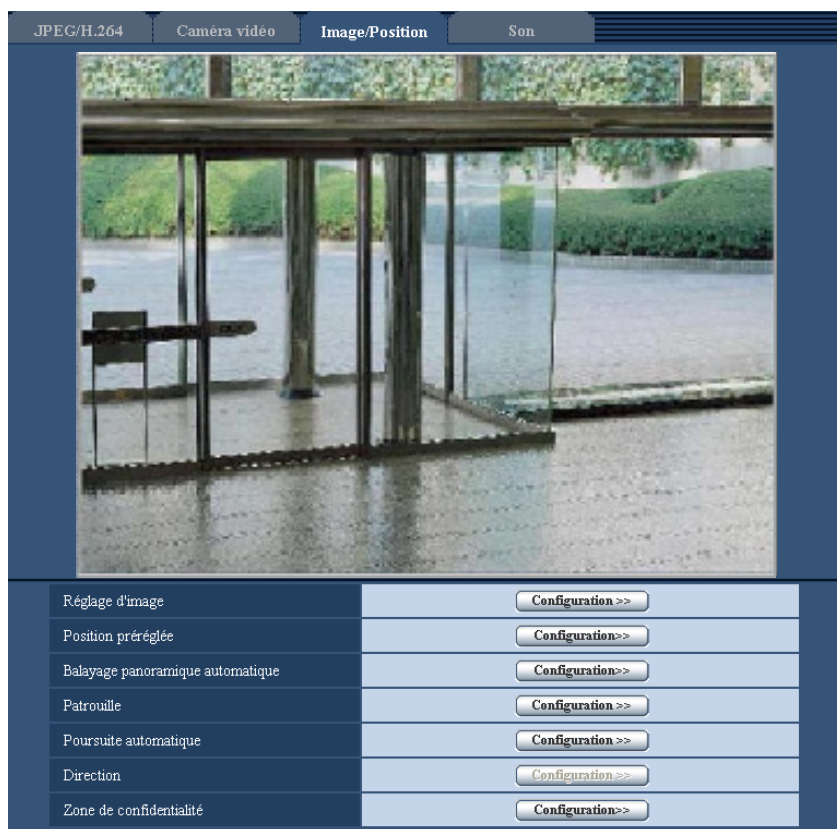 JPEG/H.264 Caméra vidéo Image/Position Son
Réglage d'image Configuration >>
Position préréglée Configuration>>
Balayage panoramique automatique Configuration>>
Patrouille Configuration >>
Poursuite automatique Configuration >>
Direction Configuration >>
Zone de confidentialité Configuration>>